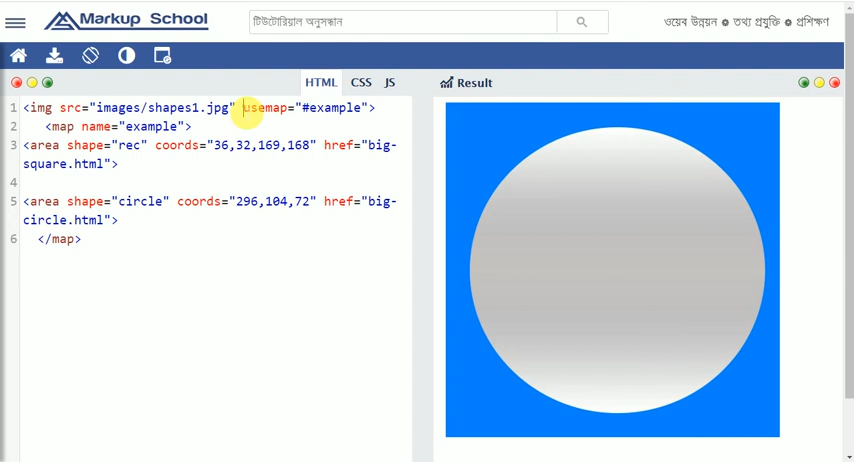 Markup School
টিউটোরিয়াল অনুসন্ধান
ওয়েব উন্নয়ন তথ্য প্রযুক্তি প্রশিক্ষণ
HTML CSS JS
Result
1 <img src="images/shapes1.jpg" usemap="#example">
2 <map name="example">
3 <area shape="rec" coords="36,32,169,168" href="big-
square.html">
4
5 <area shape="circle" coords="296,104,72" href="big-
circle.html">
6 </map>